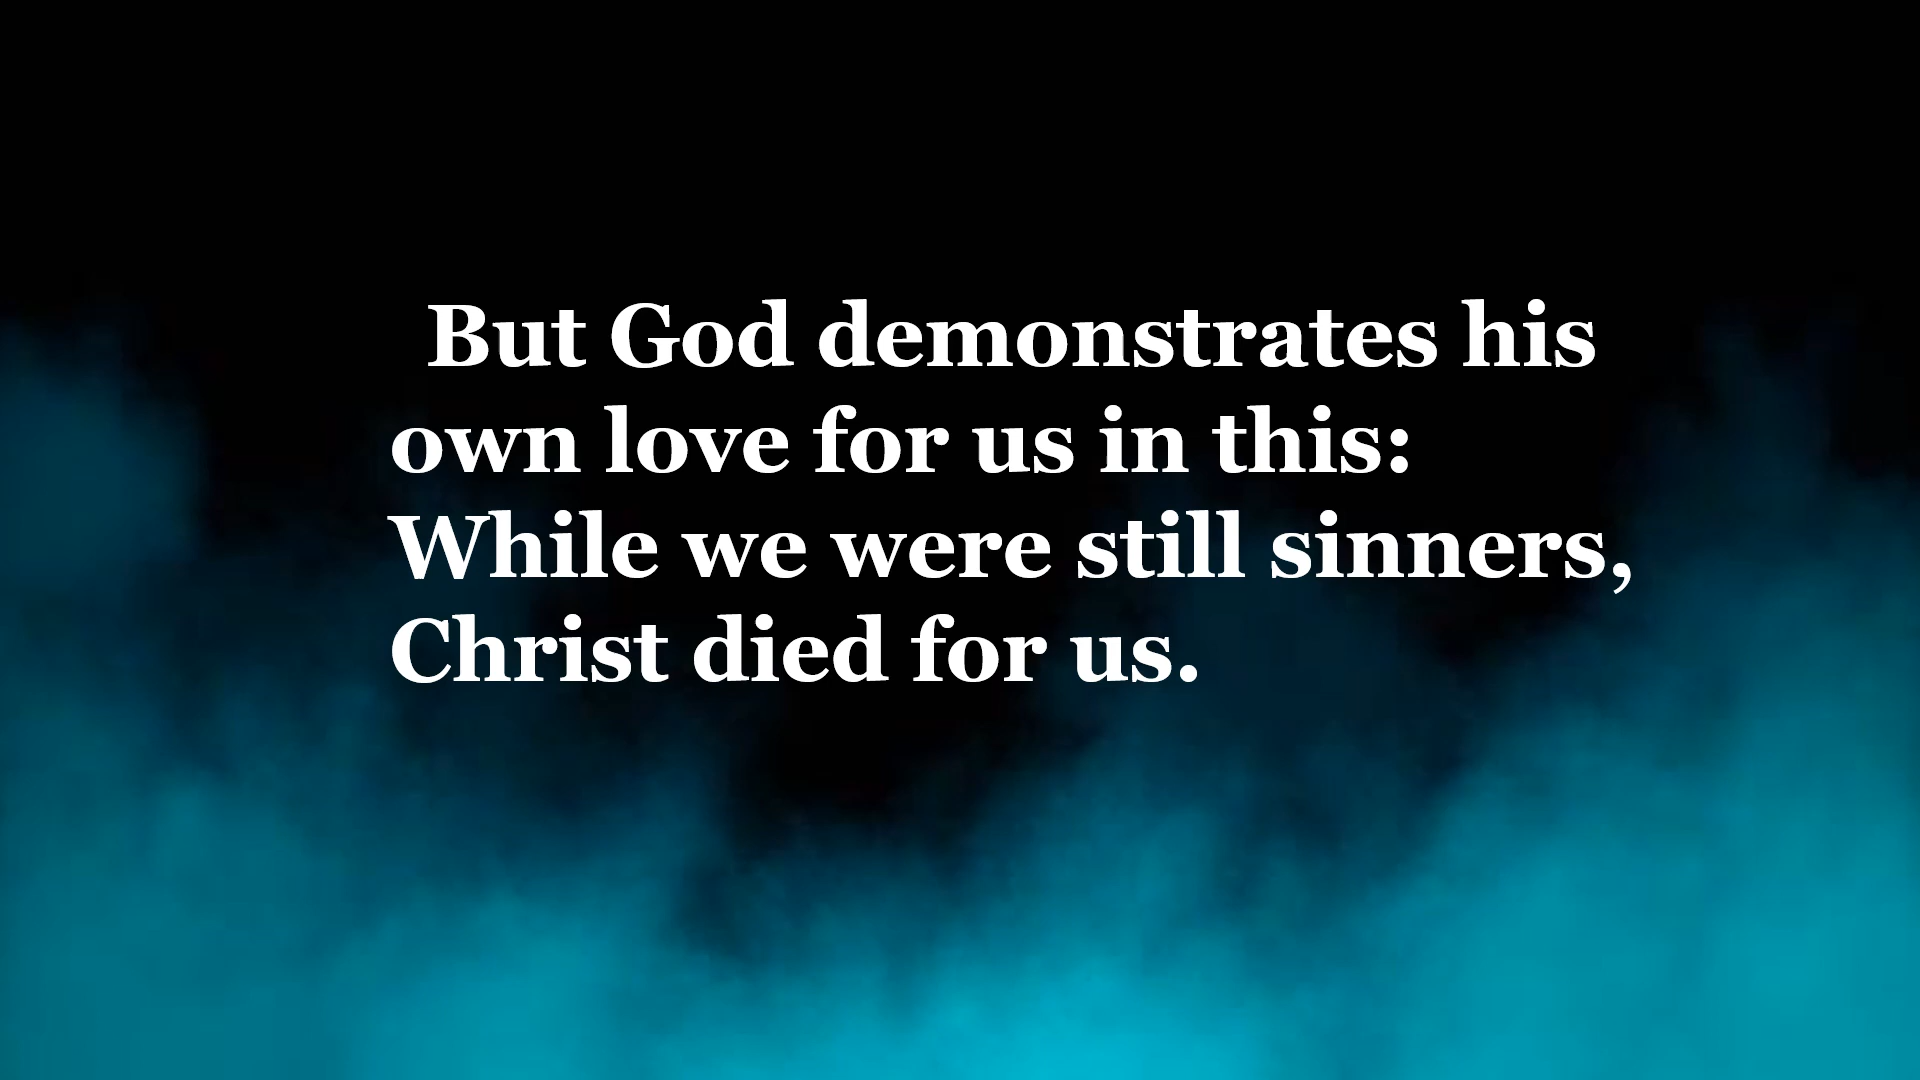 But God demonstrates his
own love for us in this:
While we were still sinners,
Christ died for us.